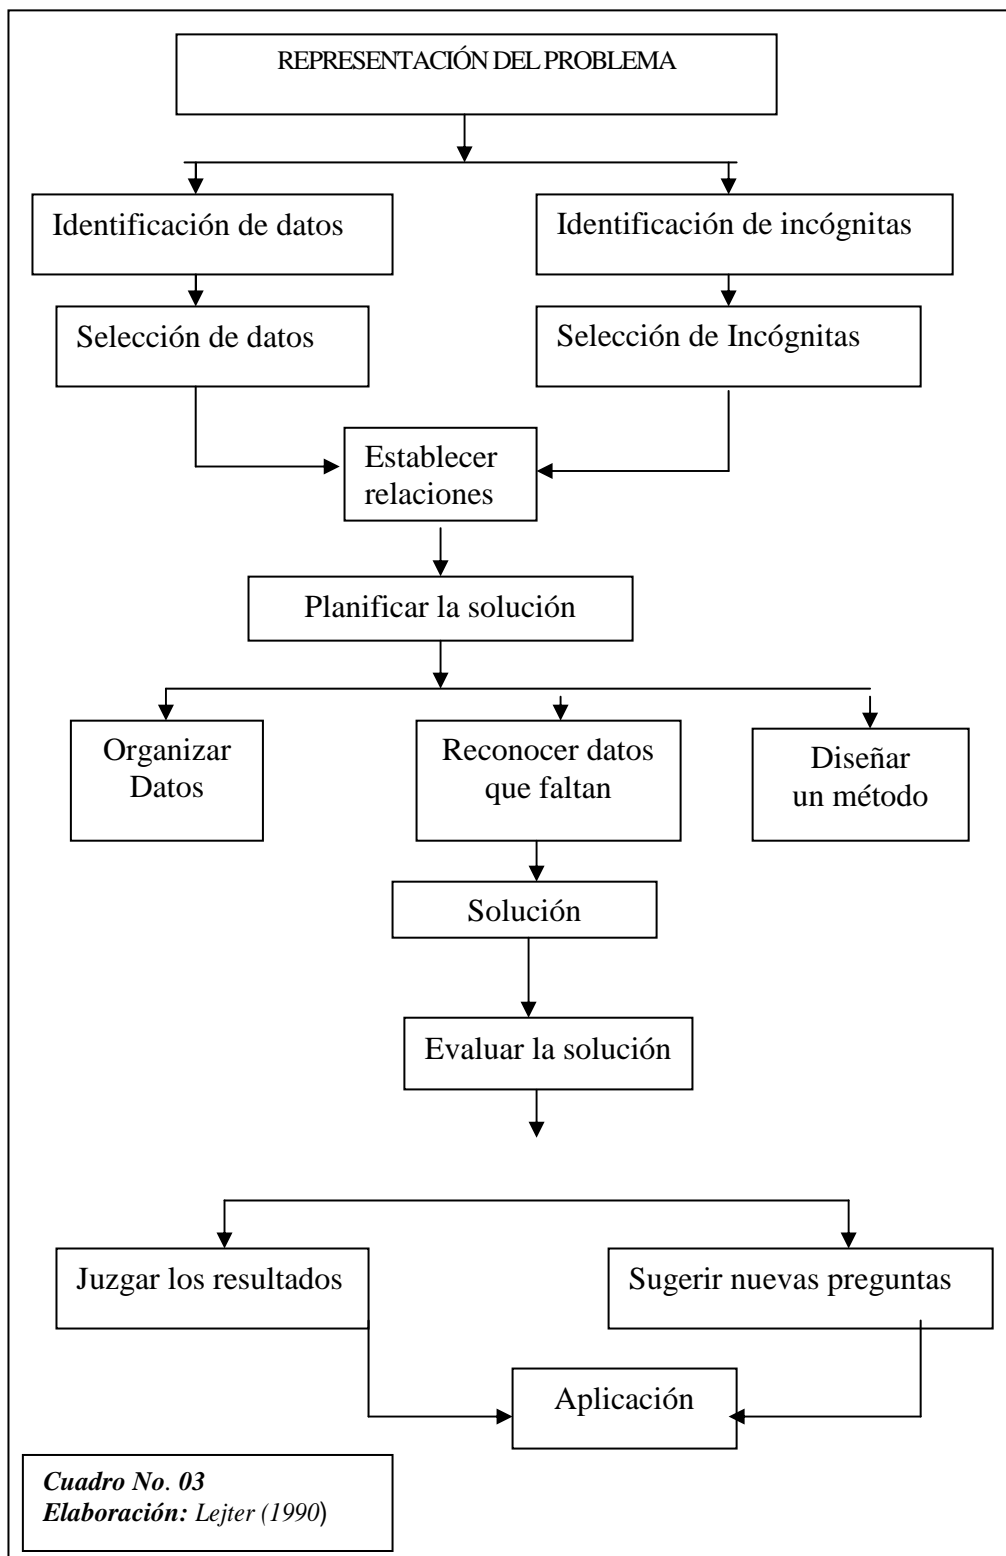 REPRESENTACIÓN DEL PROBLEMA
Identificación de datos
Identificación de incógnitas
Selección de datos
Selección de Incógnitas
Establecer
relaciones
Planificar la solución
Organizar
Datos
Reconocer datos
que faltan
Diseñar
un método
Solución
Evaluar la solución
Juzgar los resultados
Sugerir nuevas preguntas
Aplicación
Cuadro No. 03
Elaboración: Lejter (1990)